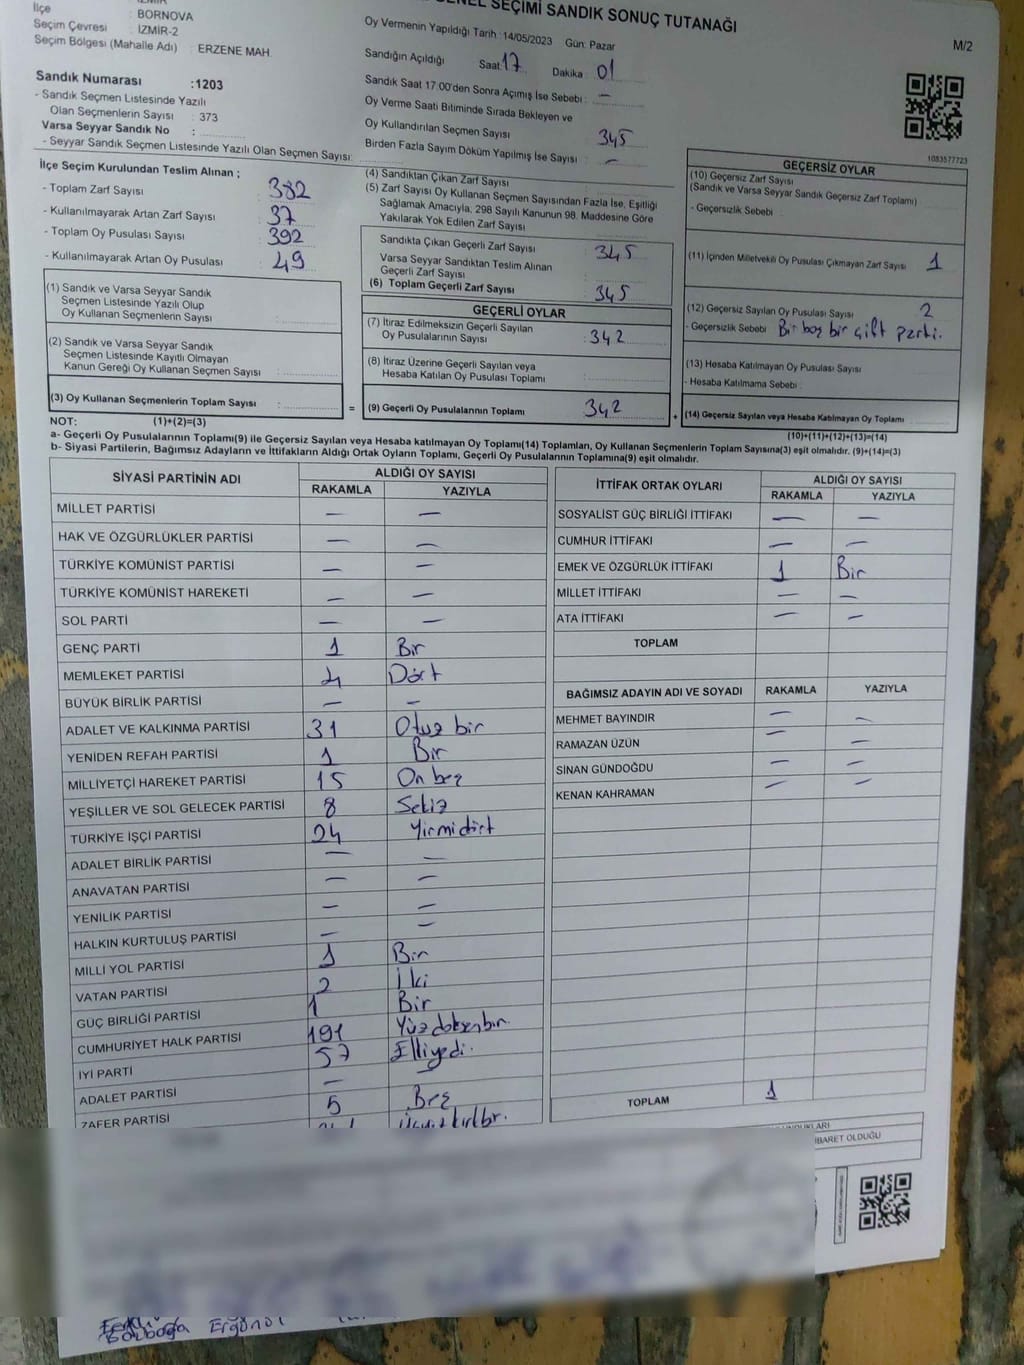 GENEL SEÇİMİ SANDIK SONUÇ TUTANAĞI
M/2
İlçe : BORNOVA
Seçim Çevresi : İZMİR-2
Seçim Bölgesi (Mahalle Adı) : ERZENE MAH.
Sandık Numarası :1203
- Sandık Seçmen Listesinde Yazılı
Olan Seçmenlerin Sayısı : 373
Varsa Seyyar Sandık No :
- Seyyar Sandık Seçmen Listesinde Yazılı Olan Seçmen Sayısı:
Oy Vermenin Yapıldığı Tarih :14/05/2023 Gün: Pazar
Sandığın Açıldığı Saat: 17 Dakika 01
Sandık Saat 17.00'den Sonra Açımış İse Sebebi : —
Oy Verme Saati Bitiminde Sırada Bekleyen ve
Oy Kullandırılan Seçmen Sayısı : 345
Birden Fazla Sayım Döküm Yapılmış İse Sayısı : —
1083577723
İlçe Seçim Kurulundan Teslim Alınan ;
- Toplam Zarf Sayısı : 382
- Kullanılmayarak Artan Zarf Sayısı : 37
- Toplam Oy Pusulası Sayısı : 392
- Kullanılmayarak Artan Oy Pusulası : 49
(1) Sandık ve Varsa Seyyar Sandık
Seçmen Listesinde Yazılı Olup
Oy Kullanan Seçmenlerin Sayısı :
(2) Sandık ve Varsa Seyyar Sandık
Seçmen Listesinde Kayıtlı Olmayan
Kanun Gereği Oy Kullanan Seçmen Sayısı :
(3) Oy Kullanan Seçmenlerin Toplam Sayısı :
(1)+(2)=(3)
=
(4) Sandıktan Çıkan Zarf Sayısı :
(5) Zarf Sayısı Oy Kullanan Seçmen Sayısından Fazla İse, Eşitliği
Sağlamak Amacıyla, 298 Sayılı Kanunun 98. Maddesine Göre
Yakılarak Yok Edilen Zarf Sayısı :
Sandıkta Çıkan Geçerli Zarf Sayısı : 345
Varsa Seyyar Sandıktan Teslim Alınan
Geçerli Zarf Sayısı :
(6) Toplam Geçerli Zarf Sayısı : 345
GEÇERLİ OYLAR
(7) İtiraz Edilmeksizin Geçerli Sayılan
Oy Pusulalarının Sayısı : 342
(8) İtiraz Üzerine Geçerli Sayılan veya
Hesaba Katılan Oy Pusulası Toplamı :
(9) Geçerli Oy Pusulalarının Toplamı : 342
+
GEÇERSİZ OYLAR
(10) Geçersiz Zarf Sayısı
(Sandık ve Varsa Seyyar Sandık Geçersiz Zarf Toplamı)
- Geçersizlik Sebebi :
(11) İçinden Milletvekili Oy Pusulası Çıkmayan Zarf Sayısı : 1
(12) Geçersiz Sayılan Oy Pusulası Sayısı : 2
- Geçersizlik Sebebi : Bir boş bir çift parti.
(13) Hesaba Katılmayan Oy Pusulası Sayısı :
- Hesaba Katılmama Sebebi :
(14) Geçersiz Sayılan veya Hesaba Katılmayan Oy Toplamı :
(10)+(11)+(12)+(13)=(14)
NOT:
a- Geçerli Oy Pusulalarının Toplamı(9) ile Geçersiz Sayılan veya Hesaba katılmayan Oy Toplamı(14) Toplamları, Oy Kullanan Seçmenlerin Toplam Sayısına(3) eşit olmalıdır. (9)+(14)=(3)
b- Siyasi Partilerin, Bağımsız Adayların ve İttifakların Aldığı Ortak Oyların Toplamı, Geçerli Oy Pusulalarının Toplamına(9) eşit olmalıdır.
SİYASİ PARTİNİN ADI ALDIĞI OY SAYISI
RAKAMLA YAZIYLA
MİLLET PARTİSİ — —
HAK VE ÖZGÜRLÜKLER PARTİSİ — —
TÜRKİYE KOMÜNİST PARTİSİ — —
TÜRKİYE KOMÜNİST HAREKETİ — —
SOL PARTİ — —
GENÇ PARTİ 1 Bir
MEMLEKET PARTİSİ 4 Dört
BÜYÜK BİRLİK PARTİSİ — —
ADALET VE KALKINMA PARTİSİ 31 Otuz bir
YENİDEN REFAH PARTİSİ 1 Bir
MİLLİYETÇİ HAREKET PARTİSİ 15 On beş
YEŞİLLER VE SOL GELECEK PARTİSİ 8 Sekiz
TÜRKİYE İŞÇİ PARTİSİ 24 Yirmidört
ADALET BİRLİK PARTİSİ — —
ANAVATAN PARTİSİ — —
YENİLİK PARTİSİ — —
HALKIN KURTULUŞ PARTİSİ — —
MİLLİ YOL PARTİSİ 1 Bir
VATAN PARTİSİ 2 İki
GÜÇ BİRLİĞİ PARTİSİ 1 Bir
CUMHURİYET HALK PARTİSİ 191 Yüz doksanbir.
İYİ PARTİ 57 Elliyedi.
ADALET PARTİSİ — —
ZAFER PARTİSİ 5 Beş
İTTİFAK ORTAK OYLARI ALDIĞI OY SAYISI
RAKAMLA YAZIYLA
SOSYALİST GÜÇ BİRLİĞİ İTTİFAKI — —
CUMHUR İTTİFAKI — —
EMEK VE ÖZGÜRLÜK İTTİFAKI 1 Bir
MİLLET İTTİFAKI — —
ATA İTTİFAKI — —
TOPLAM
BAĞIMSIZ ADAYIN ADI VE SOYADI RAKAMLA YAZIYLA
MEHMET BAYINDIR — —
RAMAZAN ÜZÜN — —
SİNAN GÜNDOĞDU — —
KENAN KAHRAMAN — —
TOPLAM 1
İBARET OLDUĞU
Ergönol